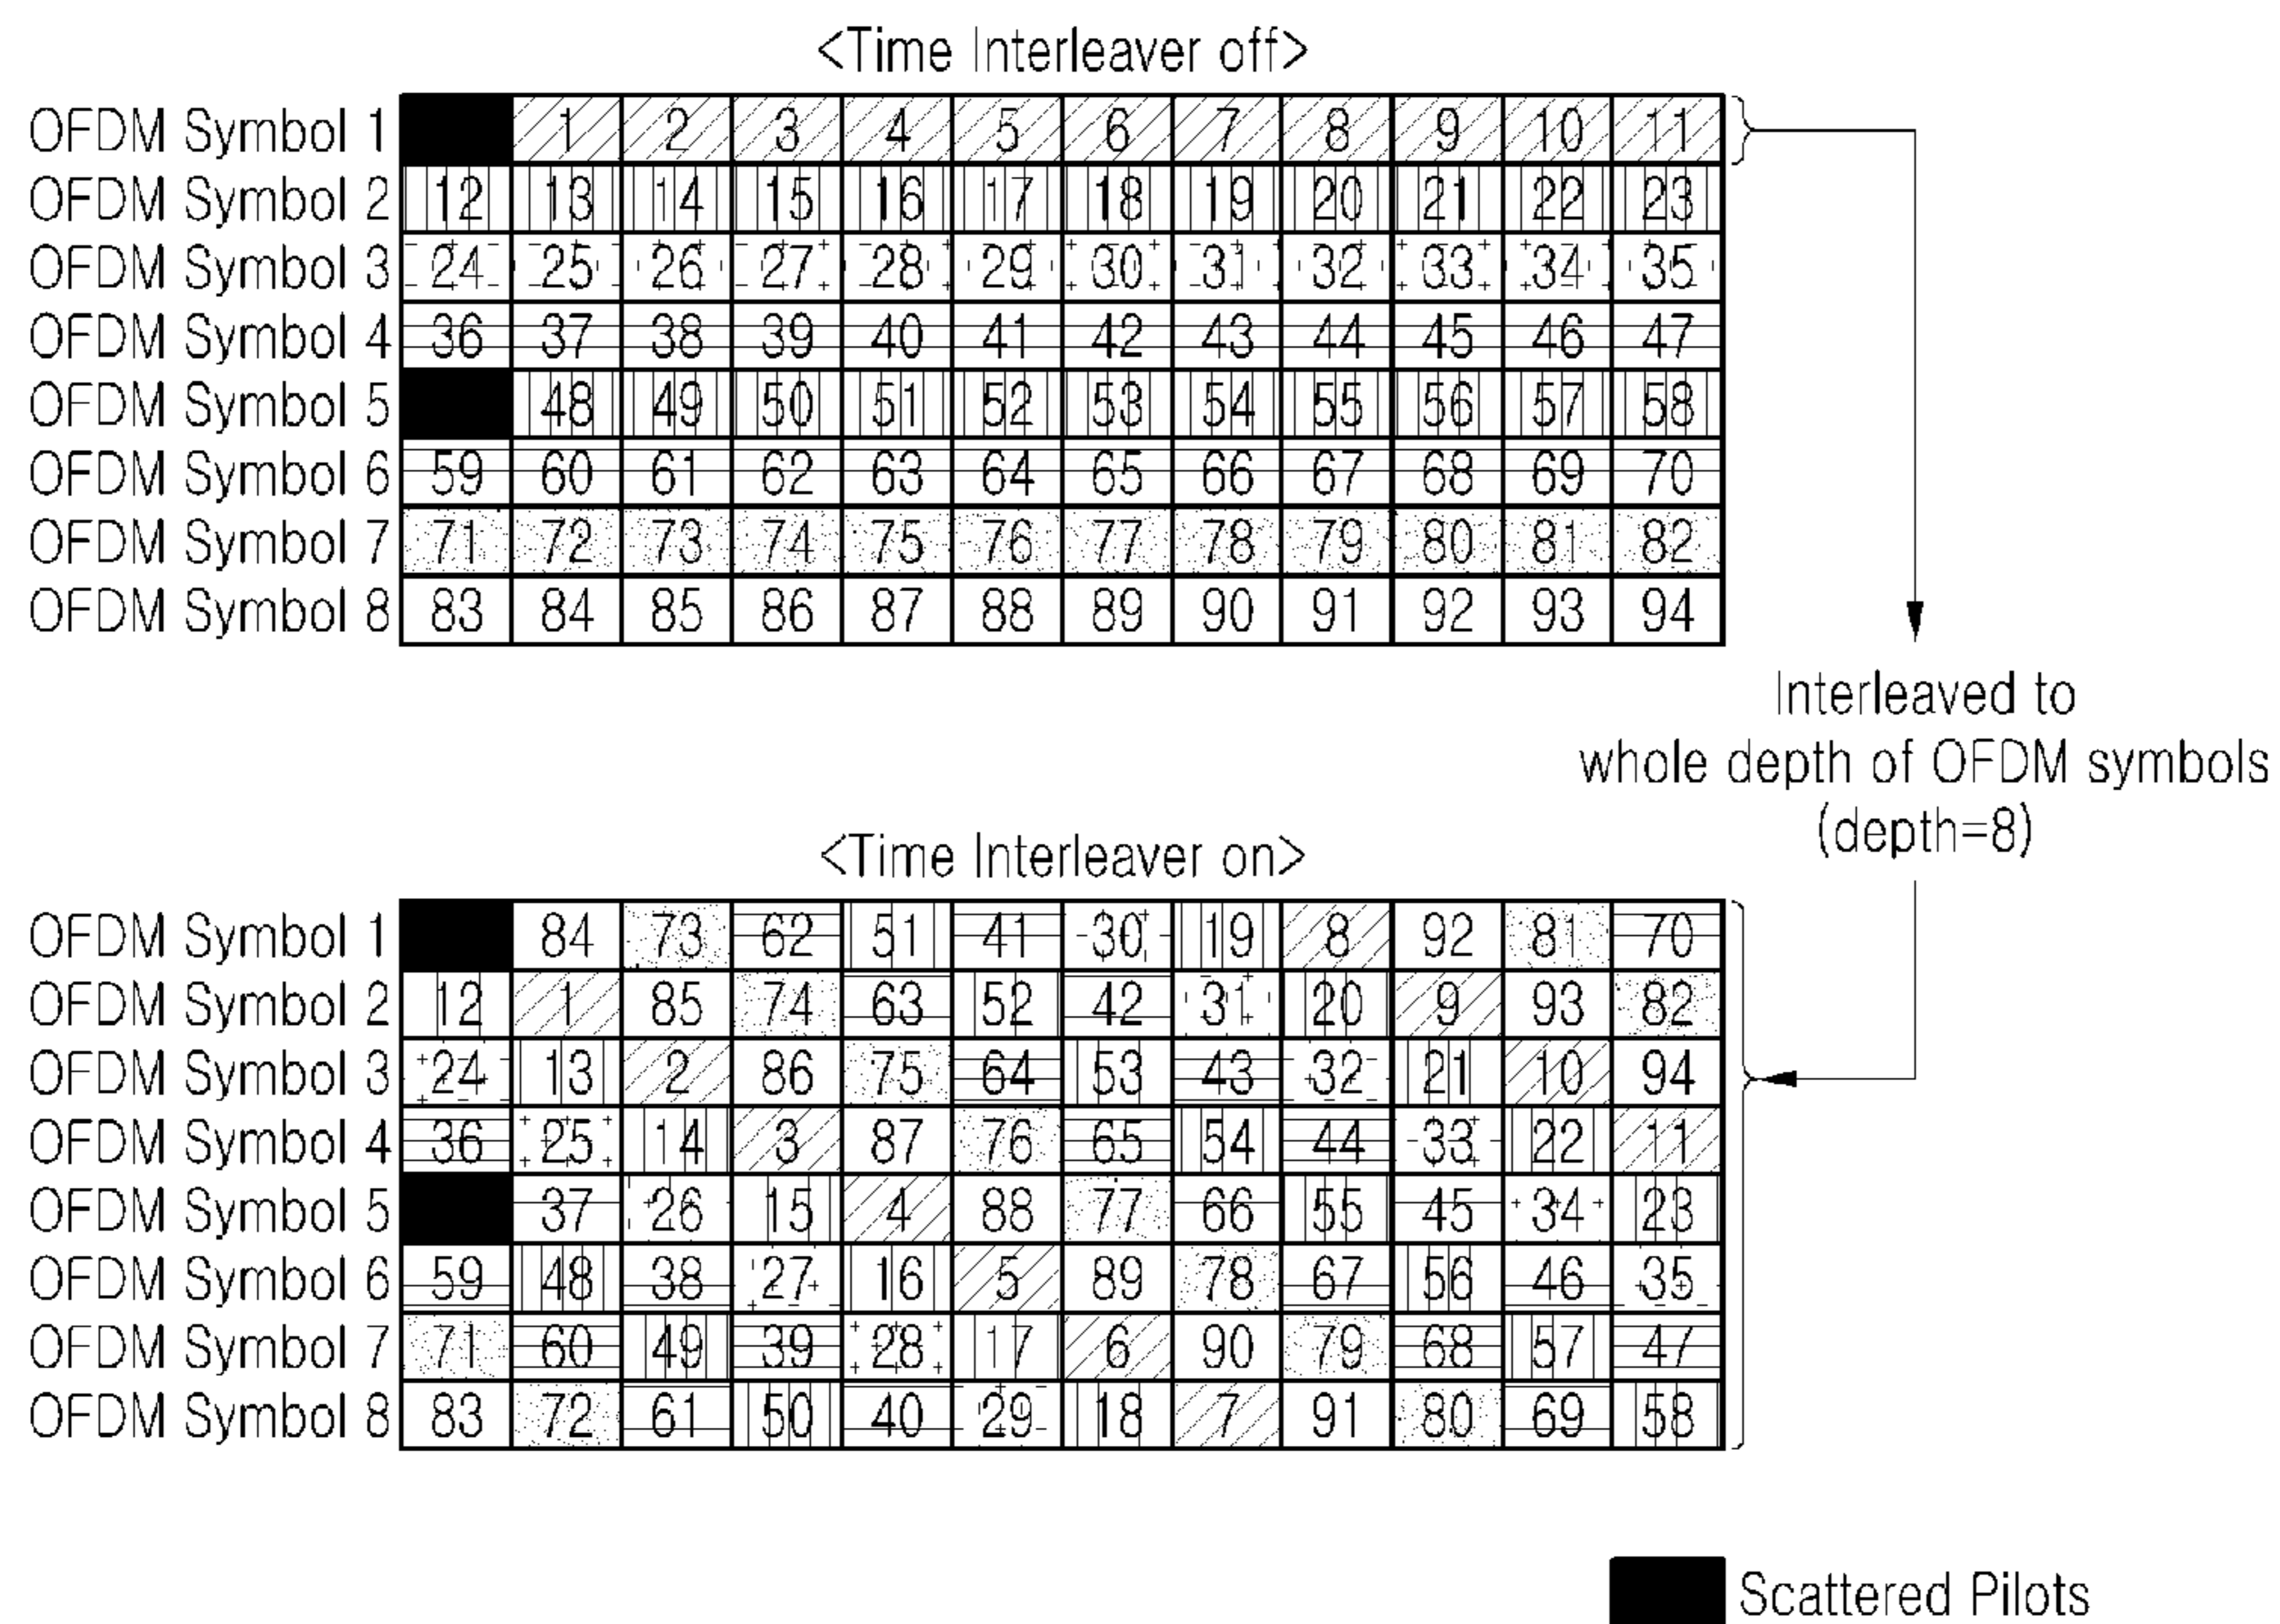 <Time Interleaver off>
OFDM Symbol 1 1 2 3 4 5 6 7 8 9 10 11
OFDM Symbol 2 12 13 14 15 16 17 18 19 20 21 22 23
OFDM Symbol 3 24 25 26 27 28 29 30 31 32 33 34 35
OFDM Symbol 4 36 37 38 39 40 41 42 43 44 45 46 47
OFDM Symbol 5 48 49 50 51 52 53 54 55 56 57 58
OFDM Symbol 6 59 60 61 62 63 64 65 66 67 68 69 70
OFDM Symbol 7 71 72 73 74 75 76 77 78 79 80 81 82
OFDM Symbol 8 83 84 85 86 87 88 89 90 91 92 93 94
Interleaved to
whole depth of OFDM symbols
(depth=8)
<Time Interleaver on>
OFDM Symbol 1 84 73 62 51 41 30 19 8 92 81 70
OFDM Symbol 2 12 1 85 74 63 52 42 31 20 9 93 82
OFDM Symbol 3 24 13 2 86 75 64 53 43 32 21 10 94
OFDM Symbol 4 36 25 14 3 87 76 65 54 44 33 22 11
OFDM Symbol 5 37 26 15 4 88 77 66 55 45 34 23
OFDM Symbol 6 59 48 38 27 16 5 89 78 67 56 46 35
OFDM Symbol 7 71 60 49 39 28 17 6 90 79 68 57 47
OFDM Symbol 8 83 72 61 50 40 29 18 7 91 80 69 58
Scattered Pilots